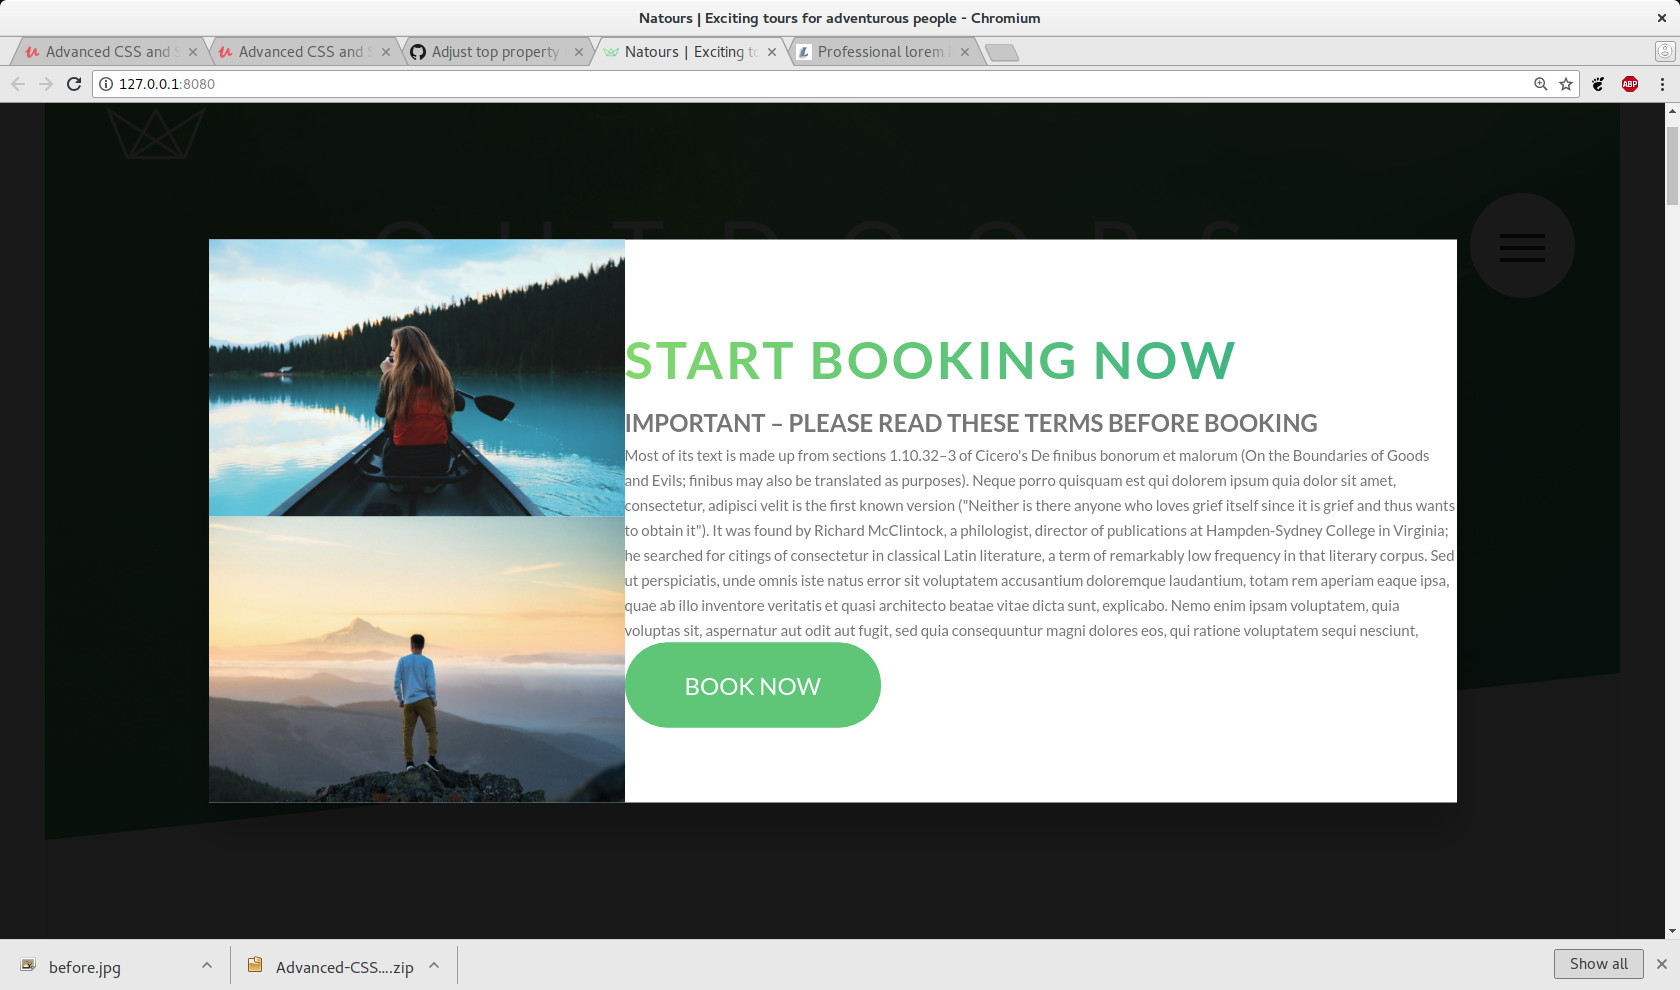 Natours | Exciting tours for adventurous people - Chromium
Advanced CSS and
Advanced CSS and
Adjust top property
Natours | Exciting to
Professional lorem
127.0.0.1:8080
ABP
OUTDOORS
START BOOKING NOW
IMPORTANT – PLEASE READ THESE TERMS BEFORE BOOKING
Most of its text is made up from sections 1.10.32–3 of Cicero's De finibus bonorum et malorum (On the Boundaries of Goods
and Evils; finibus may also be translated as purposes). Neque porro quisquam est qui dolorem ipsum quia dolor sit amet,
consectetur, adipisci velit is the first known version ("Neither is there anyone who loves grief itself since it is grief and thus wants
to obtain it"). It was found by Richard McClintock, a philologist, director of publications at Hampden-Sydney College in Virginia;
he searched for citings of consectetur in classical Latin literature, a term of remarkably low frequency in that literary corpus. Sed
ut perspiciatis, unde omnis iste natus error sit voluptatem accusantium doloremque laudantium, totam rem aperiam eaque ipsa,
quae ab illo inventore veritatis et quasi architecto beatae vitae dicta sunt, explicabo. Nemo enim ipsam voluptatem, quia
voluptas sit, aspernatur aut odit aut fugit, sed quia consequuntur magni dolores eos, qui ratione voluptatem sequi nesciunt,
BOOK NOW
before.jpg
Advanced-CSS....zip
Show all